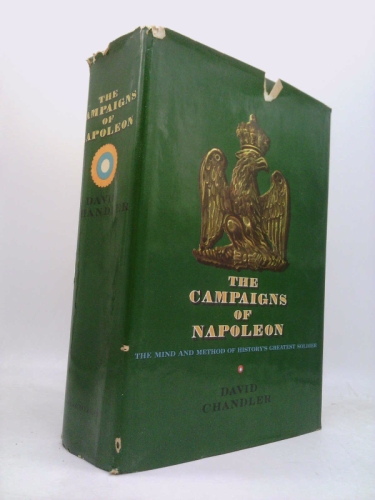 THE
CAMPAIGNS
OF
NAPOLEON
DAVID
CHANDLER
THE
CAMPAIGNS
OF
NAPOLEON
THE MIND AND METHOD OF HISTORY'S GREATEST SOLDIER
DAVID
CHANDLER